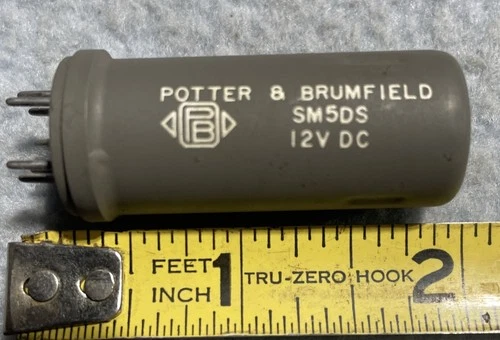 POTTER & BRUMFIELD
PB
SM5DS
12V DC
FEET
INCH
1
TRU-ZERO HOOK
2